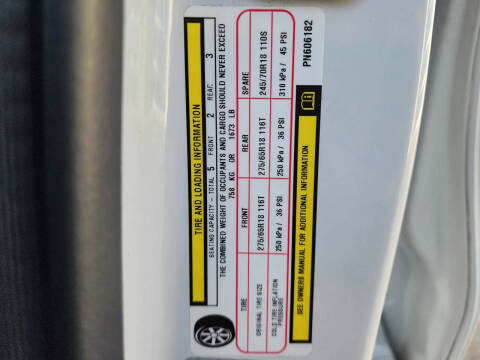 TIRE AND LOADING INFORMATION
SEATING CAPACITY - TOTAL 5 FRONT 2 REAR 3
THE COMBINED WEIGHT OF OCCUPANTS AND CARGO SHOULD NEVER EXCEED
758 KG OR 1673 LB
TIRE FRONT REAR SPARE
ORIGINAL TIRE SIZE 275/65R18 116T 275/65R18 116T 245/70R18 110S
COLD TIRE INFLATION
PRESSURE 250 kPa / 36 PSI 250 kPa / 36 PSI 310 kPa / 45 PSI
SEE OWNERS MANUAL FOR ADDITIONAL INFORMATION
PN606182